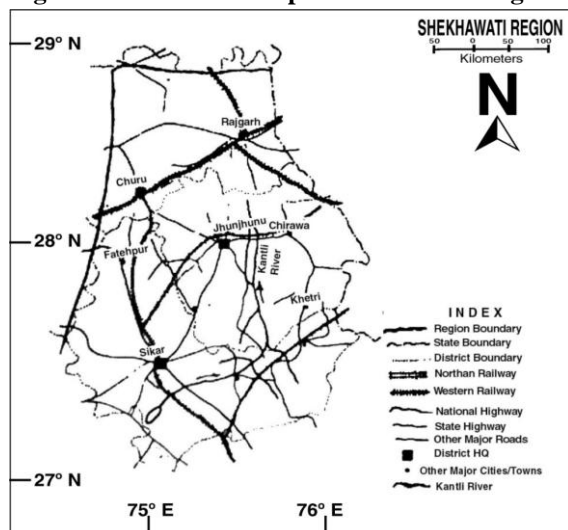 SHEKHAWATI REGION
50 0 50 100
Kilometers
N
29° N
28° N
27° N
75° E
76° E
Rajgarh
Churu
Jhunjhunu
Chirawa
Fatehpur
Kantli
River
Khetri
Sikar
INDEX
Region Boundary
State Boundary
District Boundary
Northan Railway
Western Railway
National Highway
State Highway
Other Major Roads
District HQ
Other Major Cities/Towns
Kantli River